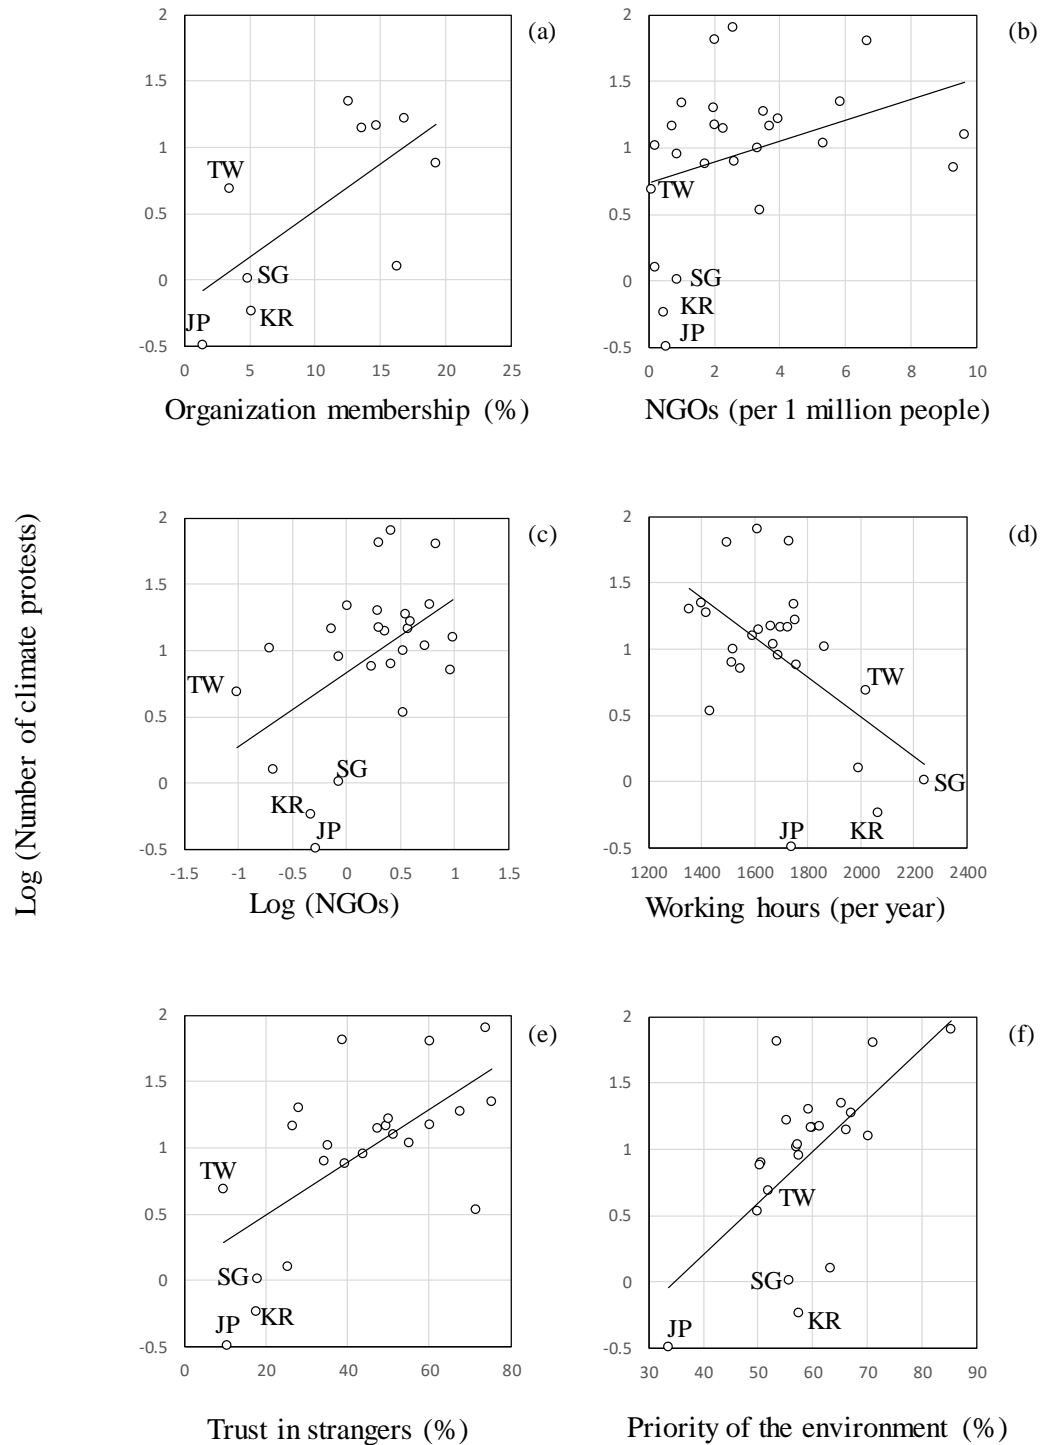 Log (Number of climate protests)
(a)
2
1.5
1
0.5
0
-0.5
TW
SG
KR
JP
0 5 10 15 20 25
Organization membership (%)
(b)
2
1.5
1
0.5
0
-0.5
TW
SG
KR
JP
0 2 4 6 8 10
NGOs (per 1 million people)
(c)
2
1.5
1
0.5
0
-0.5
TW
SG
KR
JP
-1.5 -1 -0.5 0 0.5 1 1.5
Log (NGOs)
(d)
2
1.5
1
0.5
0
-0.5
TW
SG
JP KR
1200 1400 1600 1800 2000 2200 2400
Working hours (per year)
(e)
2
1.5
1
0.5
0
-0.5
TW
SG
KR
JP
0 20 40 60 80
Trust in strangers (%)
(f)
2
1.5
1
0.5
0
-0.5
TW
SG
KR
JP
30 40 50 60 70 80 90
Priority of the environment (%)